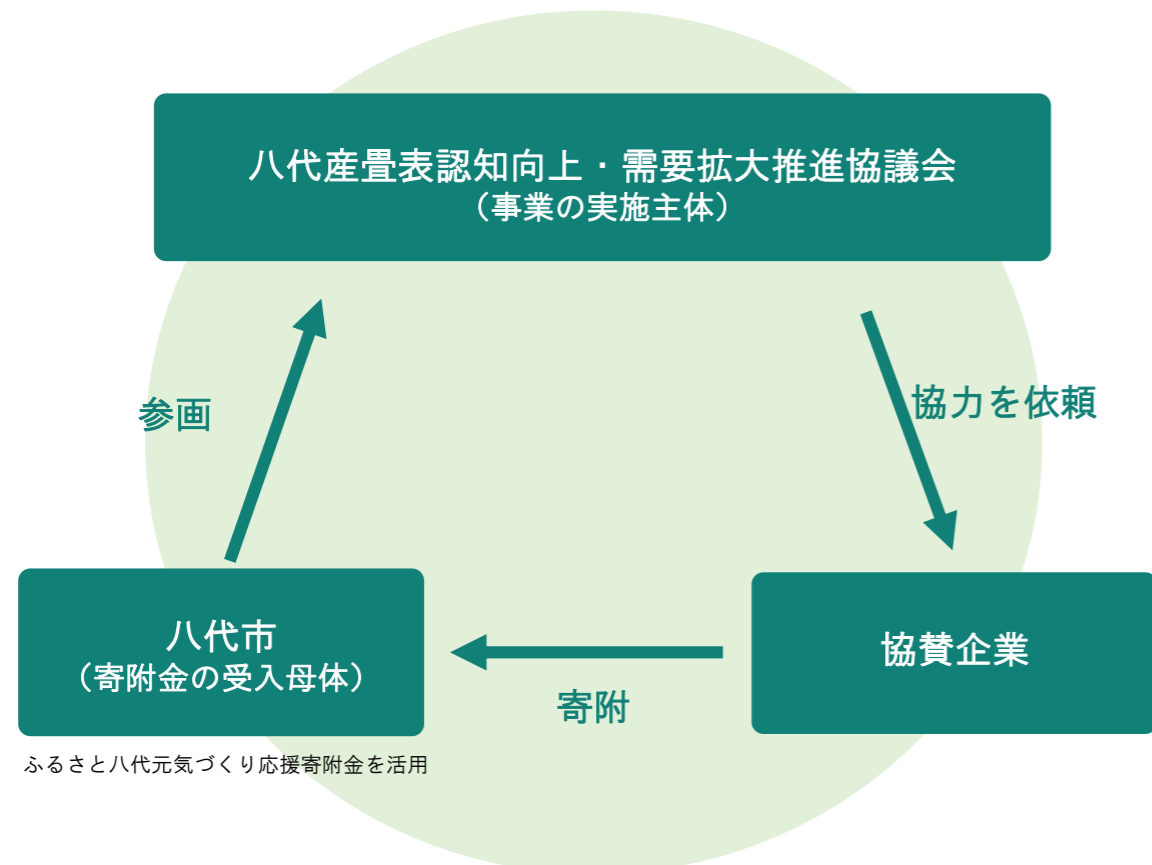 八代産畳表認知向上・需要拡大推進協議会
（事業の実施主体）
参画
協力を依頼
八代市
（寄附金の受入母体）
協賛企業
寄附
ふるさと八代元気づくり応援寄附金を活用